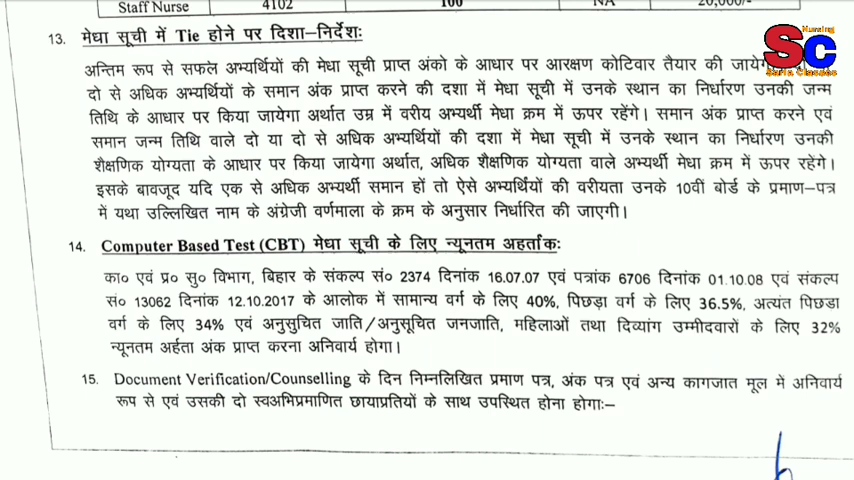 Staff Nurse 4102 100 NA 20,000/-
Nursing
SC
Saria Classes
13. मेधा सूची में Tie होने पर दिशा–निर्देशः
अन्तिम रूप से सफल अभ्यर्थियों की मेधा सूची प्राप्त अंको के आधार पर आरक्षण कोटिवार तैयार की जायेगी
दो से अधिक अभ्यर्थियों के समान अंक प्राप्त करने की दशा में मेधा सूची में उनके स्थान का निर्धारण उनकी जन्म
तिथि के आधार पर किया जायेगा अर्थात उम्र में वरीय अभ्यर्थी मेधा क्रम में ऊपर रहेंगे। समान अंक प्राप्त करने एवं
समान जन्म तिथि वाले दो या दो से अधिक अभ्यर्थियों की दशा में मेधा सूची में उनके स्थान का निर्धारण उनकी
शैक्षणिक योग्यता के आधार पर किया जायेगा अर्थात, अधिक शैक्षणिक योग्यता वाले अभ्यर्थी मेधा क्रम में ऊपर रहेंगे।
इसके बावजूद यदि एक से अधिक अभ्यर्थी समान हों तो ऐसे अभ्यर्थियों की वरीयता उनके 10वीं बोर्ड के प्रमाण–पत्र
में यथा उल्लिखित नाम के अंग्रेजी वर्णमाला के क्रम के अनुसार निर्धारित की जाएगी।
14. Computer Based Test (CBT) मेधा सूची के लिए न्यूनतम अहर्ताकः
का० एवं प्र० सु० विभाग, बिहार के संकल्प सं० 2374 दिनांक 16.07.07 एवं पत्रांक 6706 दिनांक 01.10.08 एवं संकल्प
सं० 13062 दिनांक 12.10.2017 के आलोक में सामान्य वर्ग के लिए 40%, पिछड़ा वर्ग के लिए 36.5%, अत्यंत पिछडा
वर्ग के लिए 34% एवं अनुसुचित जाति/अनुसूचित जनजाति, महिलाओं तथा दिव्यांग उम्मीदवारों के लिए 32%
न्यूनतम अर्हता अंक प्राप्त करना अनिवार्य होगा।
15. Document Verification/Counselling के दिन निम्नलिखित प्रमाण पत्र, अंक पत्र एवं अन्य कागजात मूल में अनिवार्य
रूप से एवं उसकी दो स्वअभिप्रमाणित छायाप्रतियों के साथ उपस्थित होना होगाः–